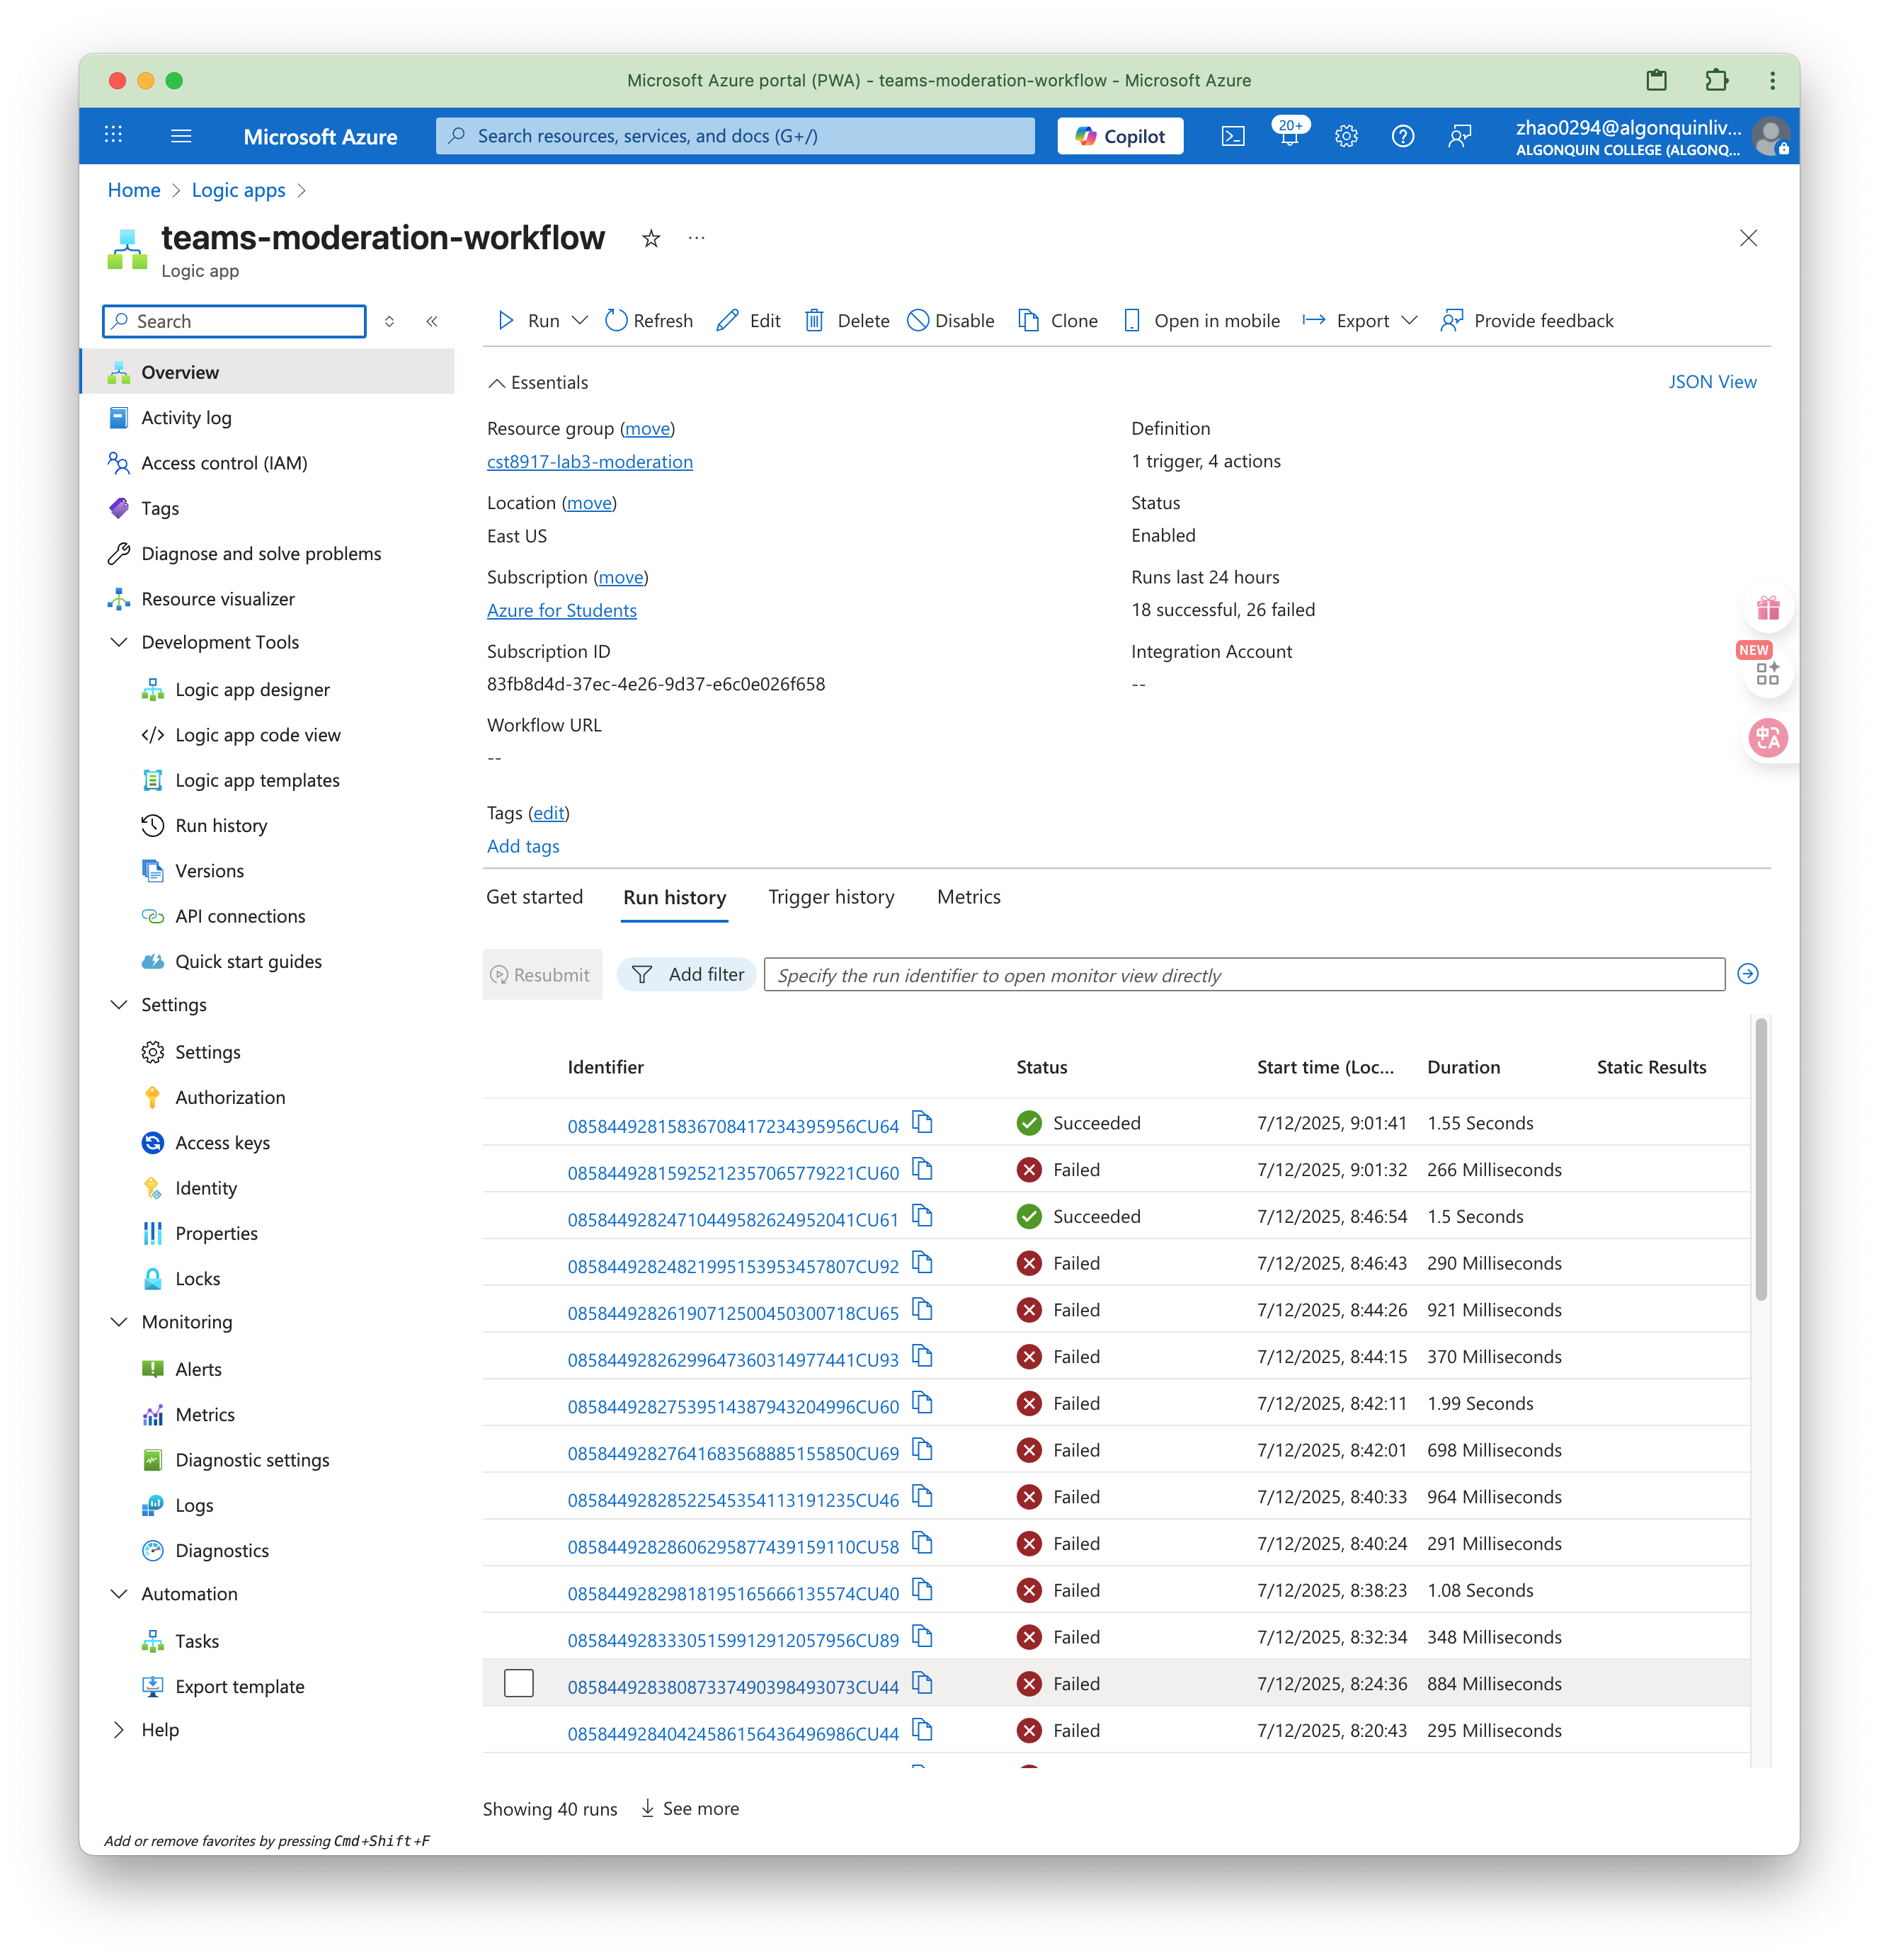 Microsoft Azure portal (PWA) - teams-moderation-workflow - Microsoft Azure
Microsoft Azure
Search resources, services, and docs (G+/)
Copilot
20+
zhao0294@algonquinliv...
ALGONQUIN COLLEGE (ALGONQ...
Home > Logic apps >
teams-moderation-workflow
Logic app
Search
Run
Refresh
Edit
Delete
Disable
Clone
Open in mobile
Export
Provide feedback
Overview
Activity log
Access control (IAM)
Tags
Diagnose and solve problems
Resource visualizer
Development Tools
Logic app designer
Logic app code view
Logic app templates
Run history
Versions
API connections
Quick start guides
Settings
Settings
Authorization
Access keys
Identity
Properties
Locks
Monitoring
Alerts
Metrics
Diagnostic settings
Logs
Diagnostics
Automation
Tasks
Export template
Help
Add or remove favorites by pressing Cmd+Shift+F
Essentials
JSON View
Resource group (move)
cst8917-lab3-moderation
Location (move)
East US
Subscription (move)
Azure for Students
Subscription ID
83fb8d4d-37ec-4e26-9d37-e6c0e026f658
Workflow URL
--
Definition
1 trigger, 4 actions
Status
Enabled
Runs last 24 hours
18 successful, 26 failed
Integration Account
--
NEW
中A
Tags (edit)
Add tags
Get started
Run history
Trigger history
Metrics
Resubmit
Add filter
Specify the run identifier to open monitor view directly
Identifier Status Start time (Loc... Duration Static Results
08584492815836708417234395956CU64 Succeeded 7/12/2025, 9:01:41 1.55 Seconds
08584492815925212357065779221CU60 Failed 7/12/2025, 9:01:32 266 Milliseconds
08584492824710449582624952041CU61 Succeeded 7/12/2025, 8:46:54 1.5 Seconds
08584492824821995153953457807CU92 Failed 7/12/2025, 8:46:43 290 Milliseconds
08584492826190712500450300718CU65 Failed 7/12/2025, 8:44:26 921 Milliseconds
08584492826299647360314977441CU93 Failed 7/12/2025, 8:44:15 370 Milliseconds
08584492827539514387943204996CU60 Failed 7/12/2025, 8:42:11 1.99 Seconds
08584492827641683568885155850CU69 Failed 7/12/2025, 8:42:01 698 Milliseconds
08584492828522545354113191235CU46 Failed 7/12/2025, 8:40:33 964 Milliseconds
08584492828606295877439159110CU58 Failed 7/12/2025, 8:40:24 291 Milliseconds
08584492829818195165666135574CU40 Failed 7/12/2025, 8:38:23 1.08 Seconds
08584492833305159912912057956CU89 Failed 7/12/2025, 8:32:34 348 Milliseconds
08584492838087337490398493073CU44 Failed 7/12/2025, 8:24:36 884 Milliseconds
08584492840424586156436496986CU44 Failed 7/12/2025, 8:20:43 295 Milliseconds
Showing 40 runs
See more